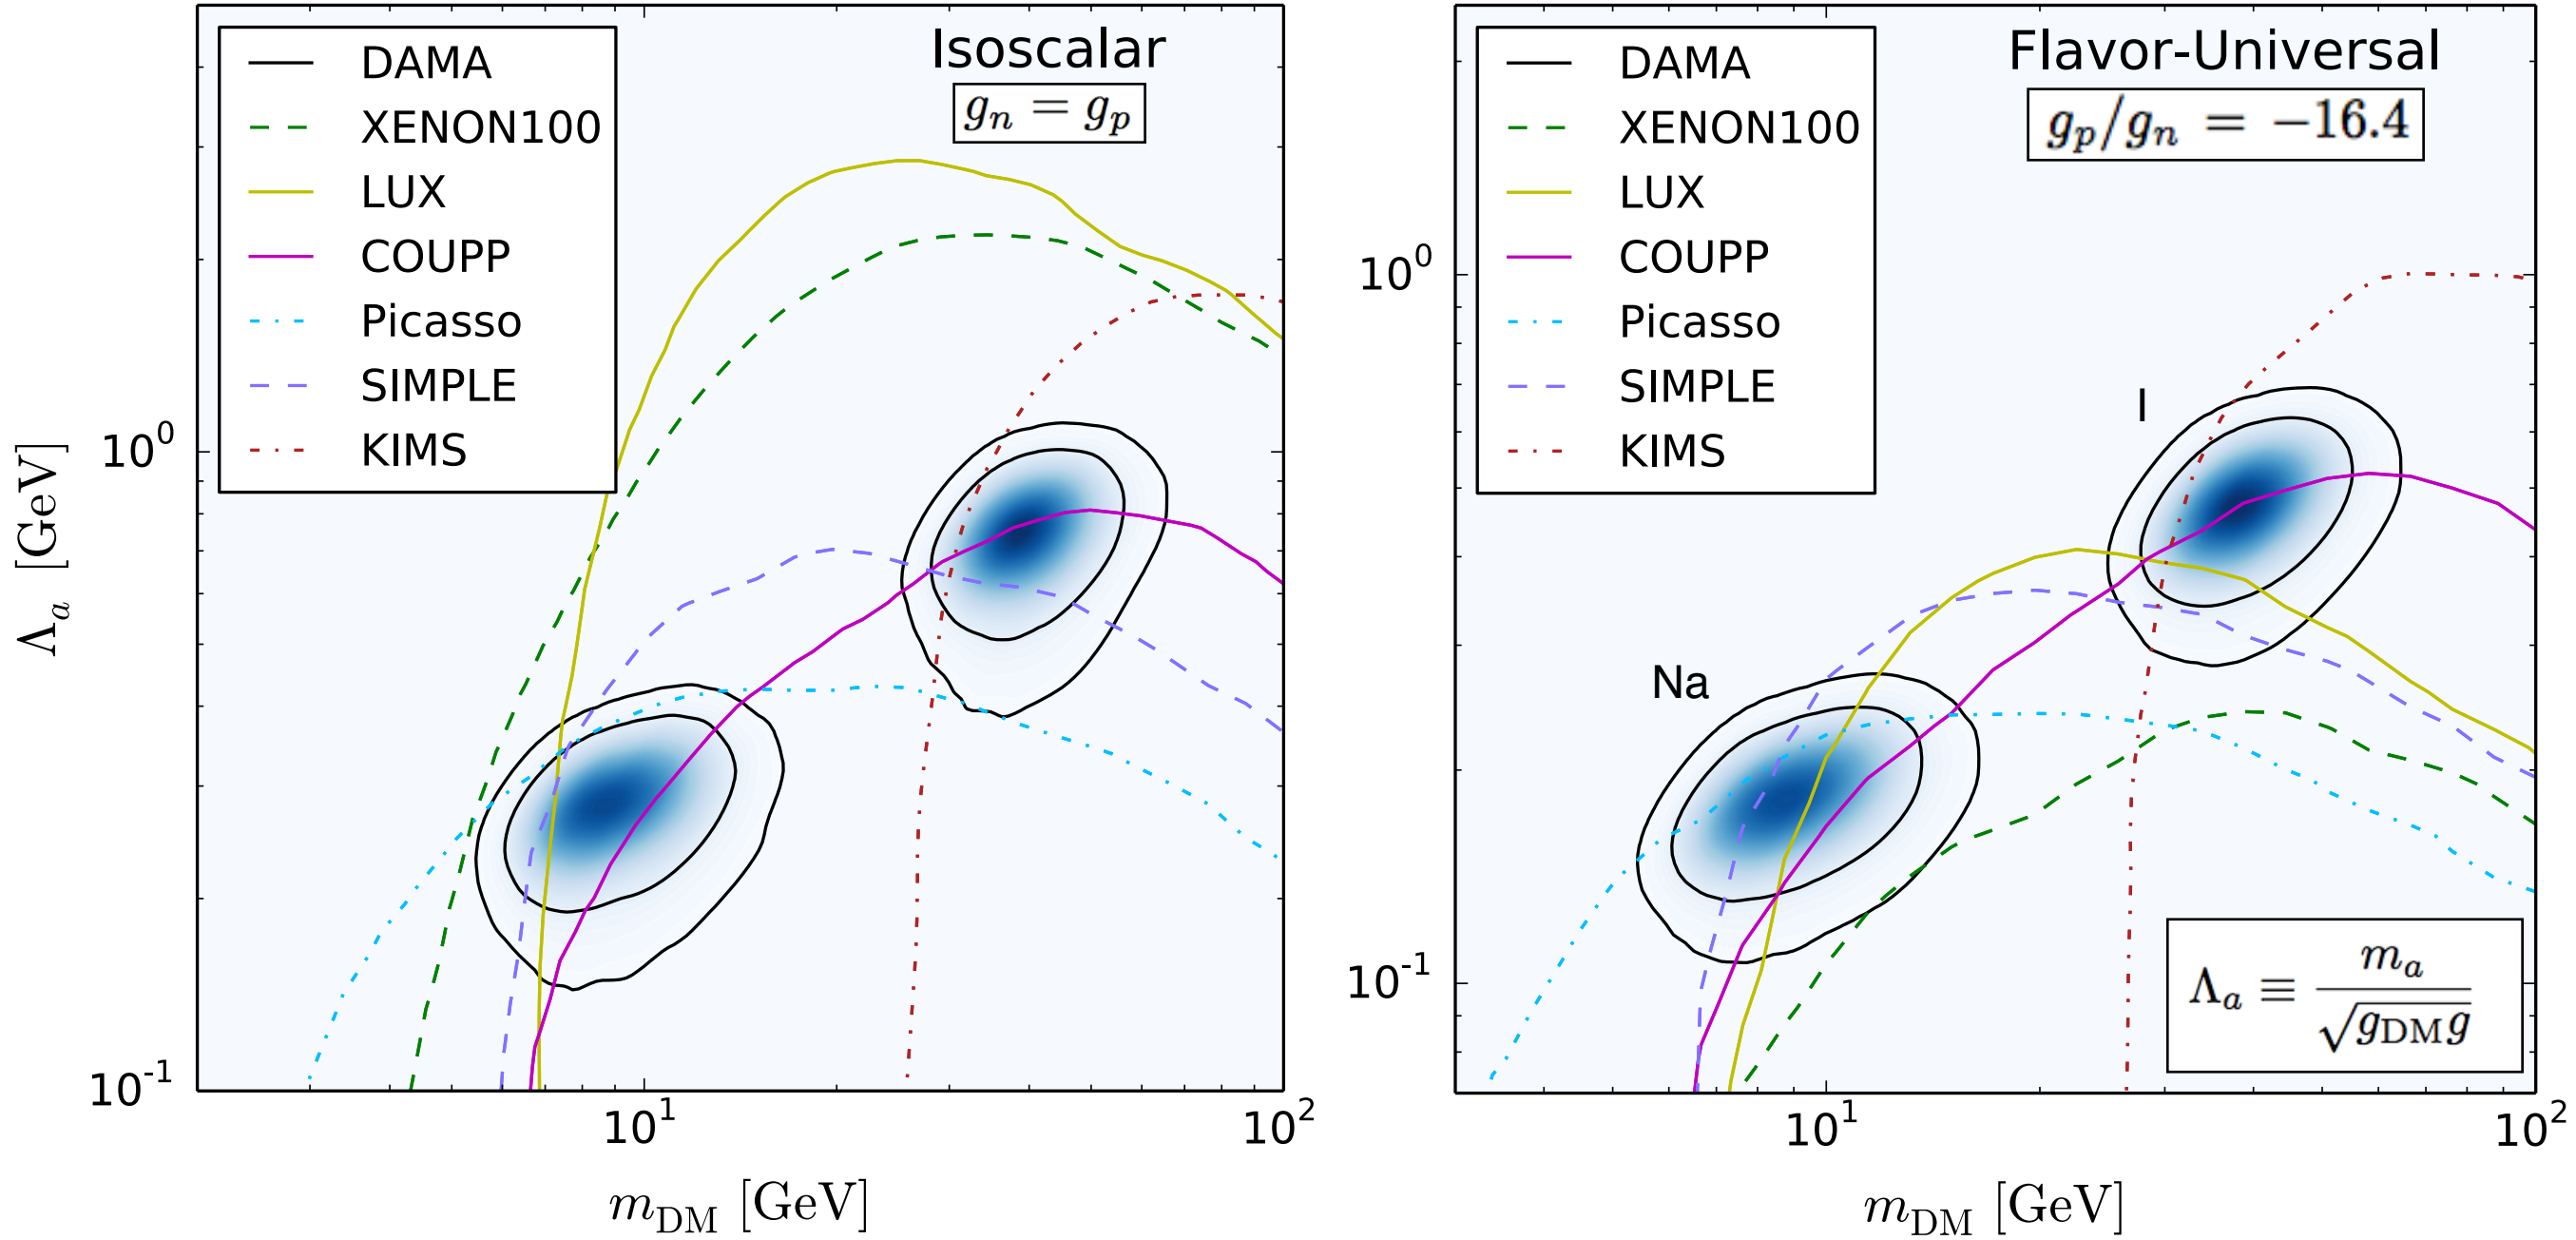 Isoscalar
g_n = g_p
DAMA
XENON100
LUX
COUPP
Picasso
SIMPLE
KIMS
Λ_a [GeV]
10^0
10^-1
10^1
10^2
m_DM [GeV]
Flavor-Universal
g_p/g_n = −16.4
DAMA
XENON100
LUX
COUPP
Picasso
SIMPLE
KIMS
I
Na
Λ_a ≡ m_a / √(g_DM g)
10^0
10^-1
10^1
10^2
m_DM [GeV]